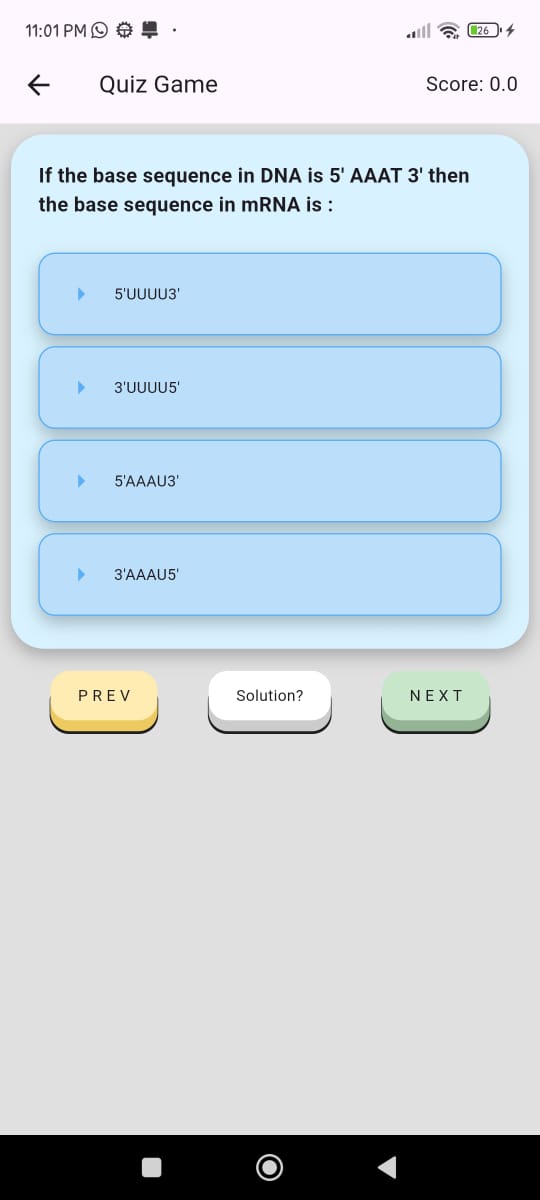 11:01 PM
26
Quiz Game
Score: 0.0
If the base sequence in DNA is 5' AAAT 3' then
the base sequence in mRNA is :
5'UUUU3'
3'UUUU5'
5'AAAU3'
3'AAAU5'
PREV
Solution?
NEXT